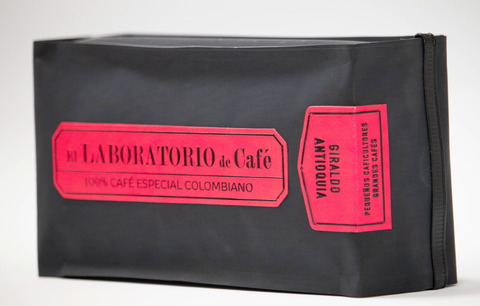 El LABORATORIO de Café
100% CAFÉ ESPECIAL COLOMBIANO
GIRALDO
ANTIOQUIA
PEQUEÑOS CAFICULTORES
GRANDES CAFÉS